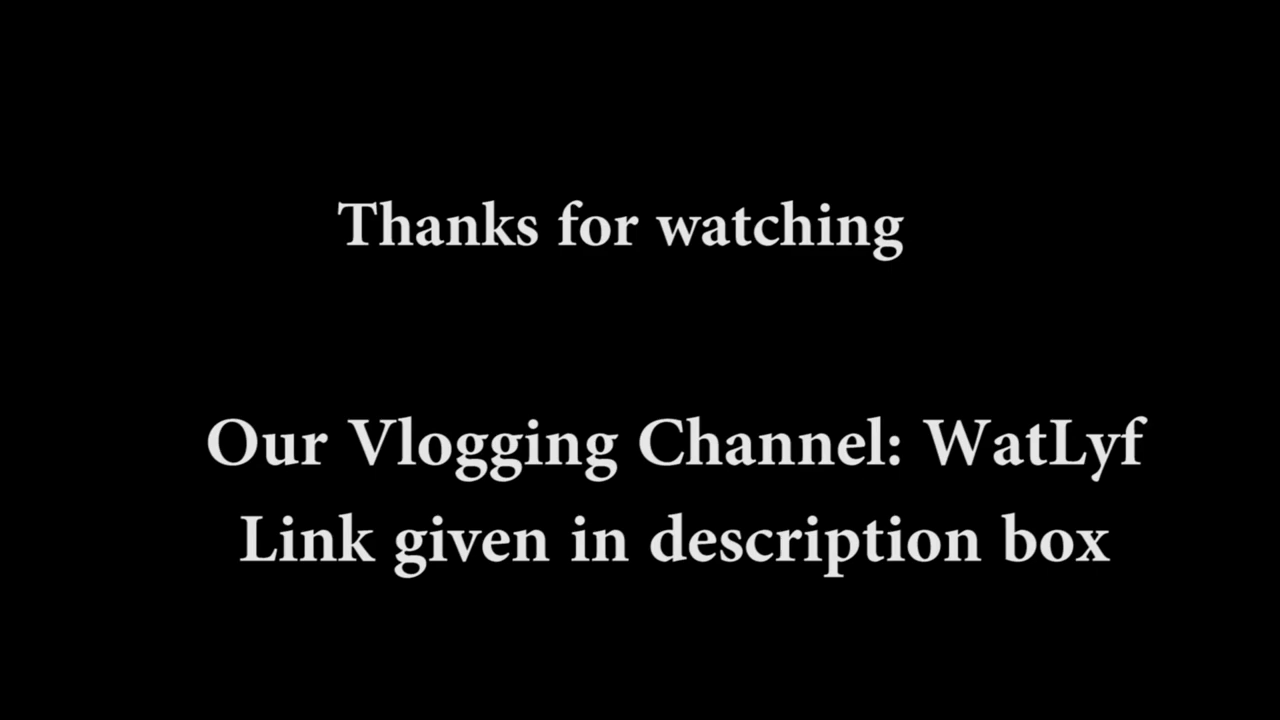 Thanks for watching
Our Vlogging Channel: WatLyf
Link given in description box